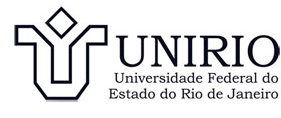 UNIRIO
Universidade Federal do
Estado do Rio de Janeiro